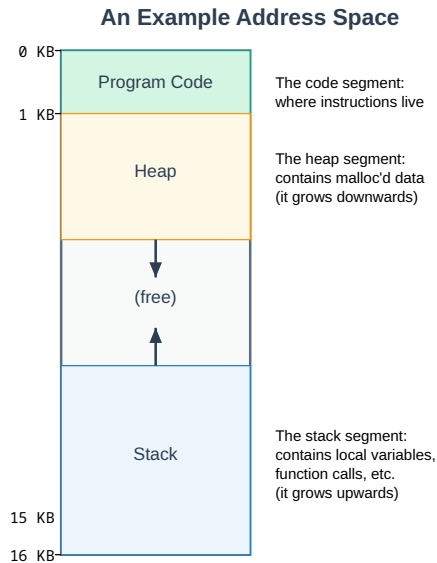 An Example Address Space
0 KB
Program Code
The code segment:
where instructions live
1 KB
Heap
The heap segment:
contains malloc'd data
(it grows downwards)
(free)
Stack
The stack segment:
contains local variables,
function calls, etc.
(it grows upwards)
15 KB
16 KB